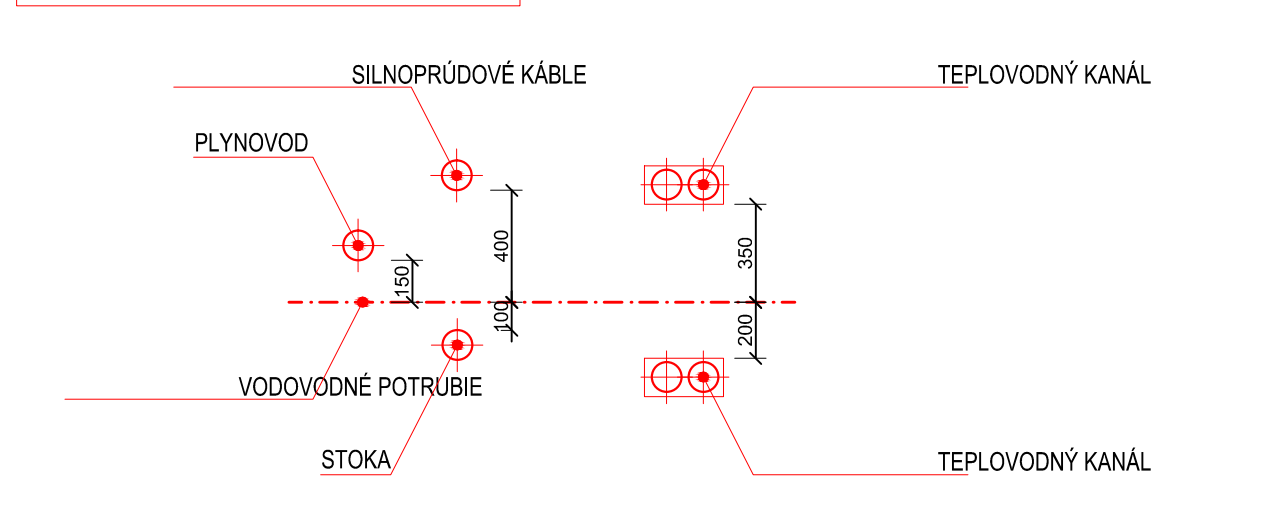 SILNOPRÚDOVÉ KÁBLE
TEPLOVODNÝ KANÁL
PLYNOVOD
400
350
150
100
200
VODOVODNÉ POTRUBIE
STOKA
TEPLOVODNÝ KANÁL